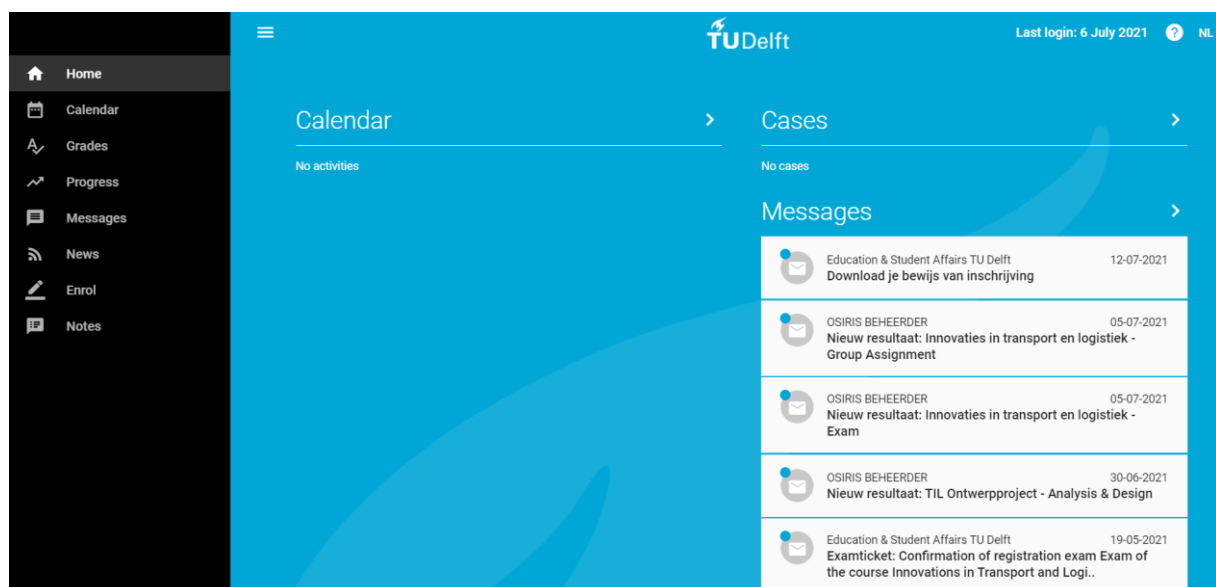 TUDelft
Last login: 6 July 2021 ? NL
Home
Calendar
Grades
Progress
Messages
News
Enrol
Notes
Calendar
No activities
Cases
No cases
Messages
Education & Student Affairs TU Delft 12-07-2021
Download je bewijs van inschrijving
OSIRIS BEHEERDER 05-07-2021
Nieuw resultaat: Innovaties in transport en logistiek -
Group Assignment
OSIRIS BEHEERDER 05-07-2021
Nieuw resultaat: Innovaties in transport en logistiek -
Exam
OSIRIS BEHEERDER 30-06-2021
Nieuw resultaat: TIL Ontwerpproject - Analysis & Design
Education & Student Affairs TU Delft 19-05-2021
Examticket: Confirmation of registration exam Exam of
the course Innovations in Transport and Logi..